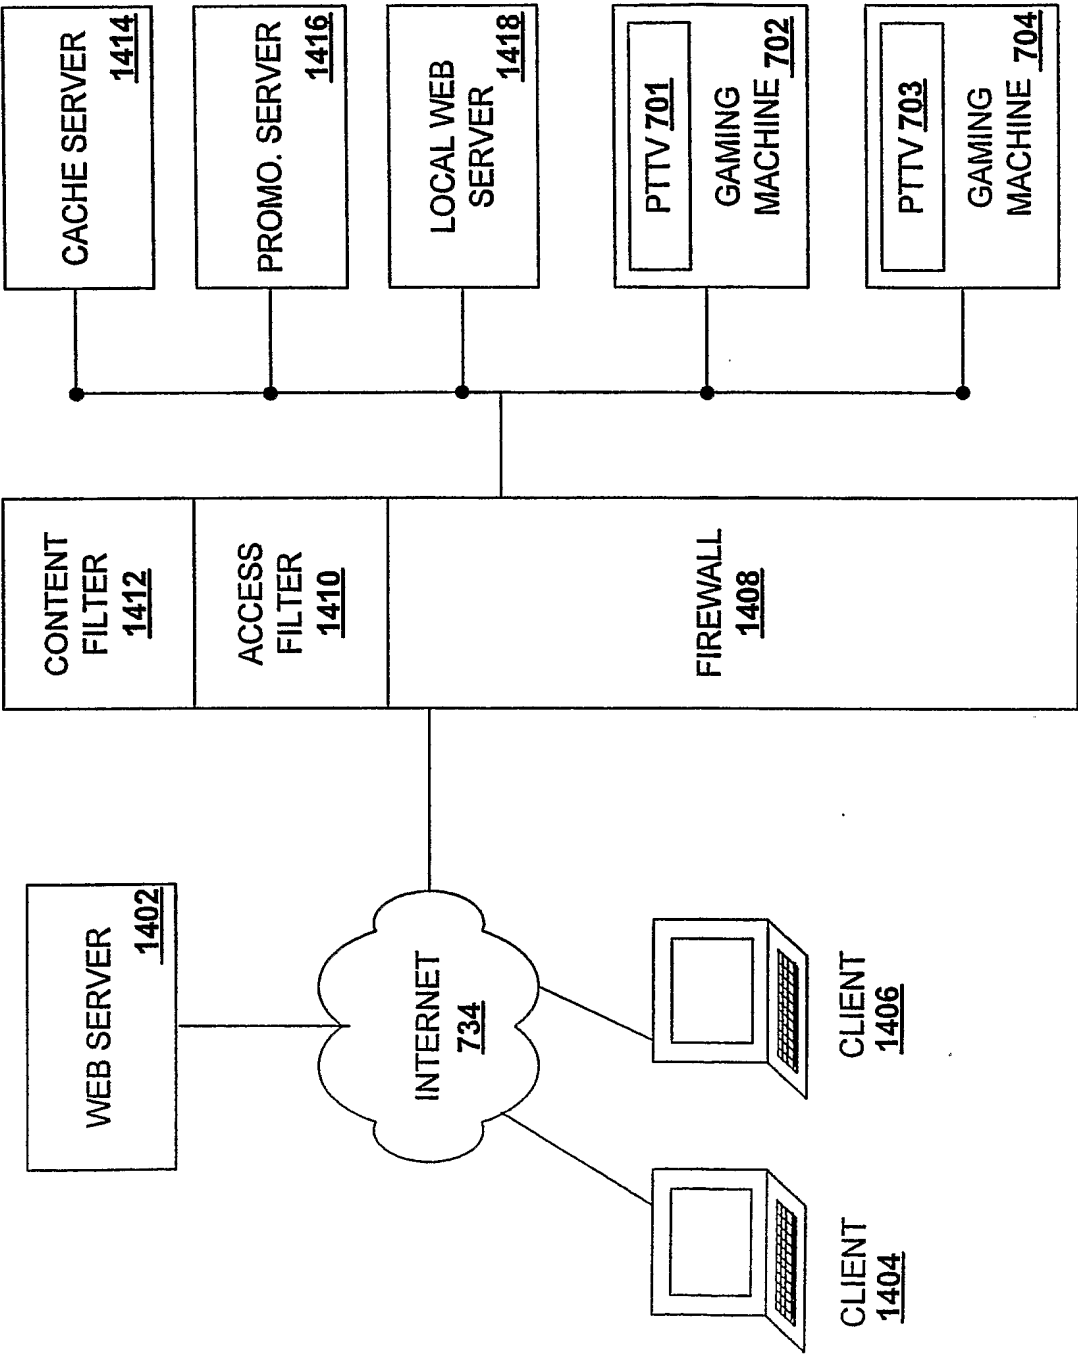 CACHE SERVER
1414
PROMO. SERVER
1416
LOCAL WEB
SERVER
1418
PTTV 701
GAMING
MACHINE
702
PTTV 703
GAMING
MACHINE
704
CONTENT
FILTER
1412
ACCESS
FILTER
1410
FIREWALL
1408
WEB SERVER
1402
INTERNET
734
CLIENT
1406
CLIENT
1404